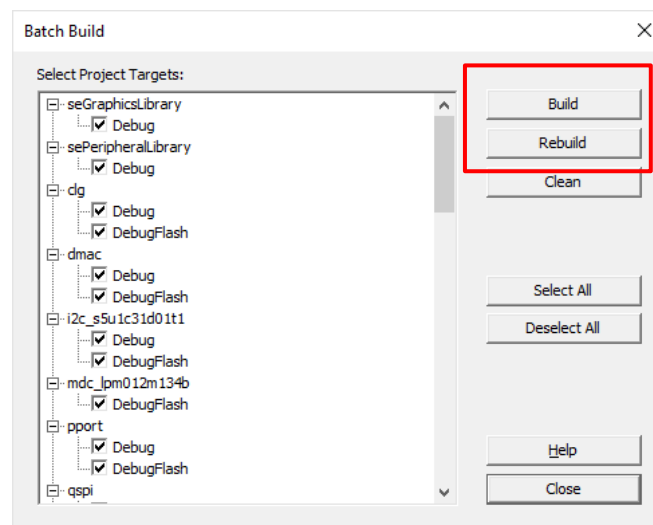 Batch Build
Select Project Targets:
seGraphicsLibrary
Debug
sePeripheralLibrary
Debug
clg
Debug
DebugFlash
dmac
Debug
DebugFlash
i2c_s5u1c31d01t1
Debug
DebugFlash
mdc_lpm012m134b
DebugFlash
pport
Debug
DebugFlash
qspi
Build
Rebuild
Clean
Select All
Deselect All
Help
Close